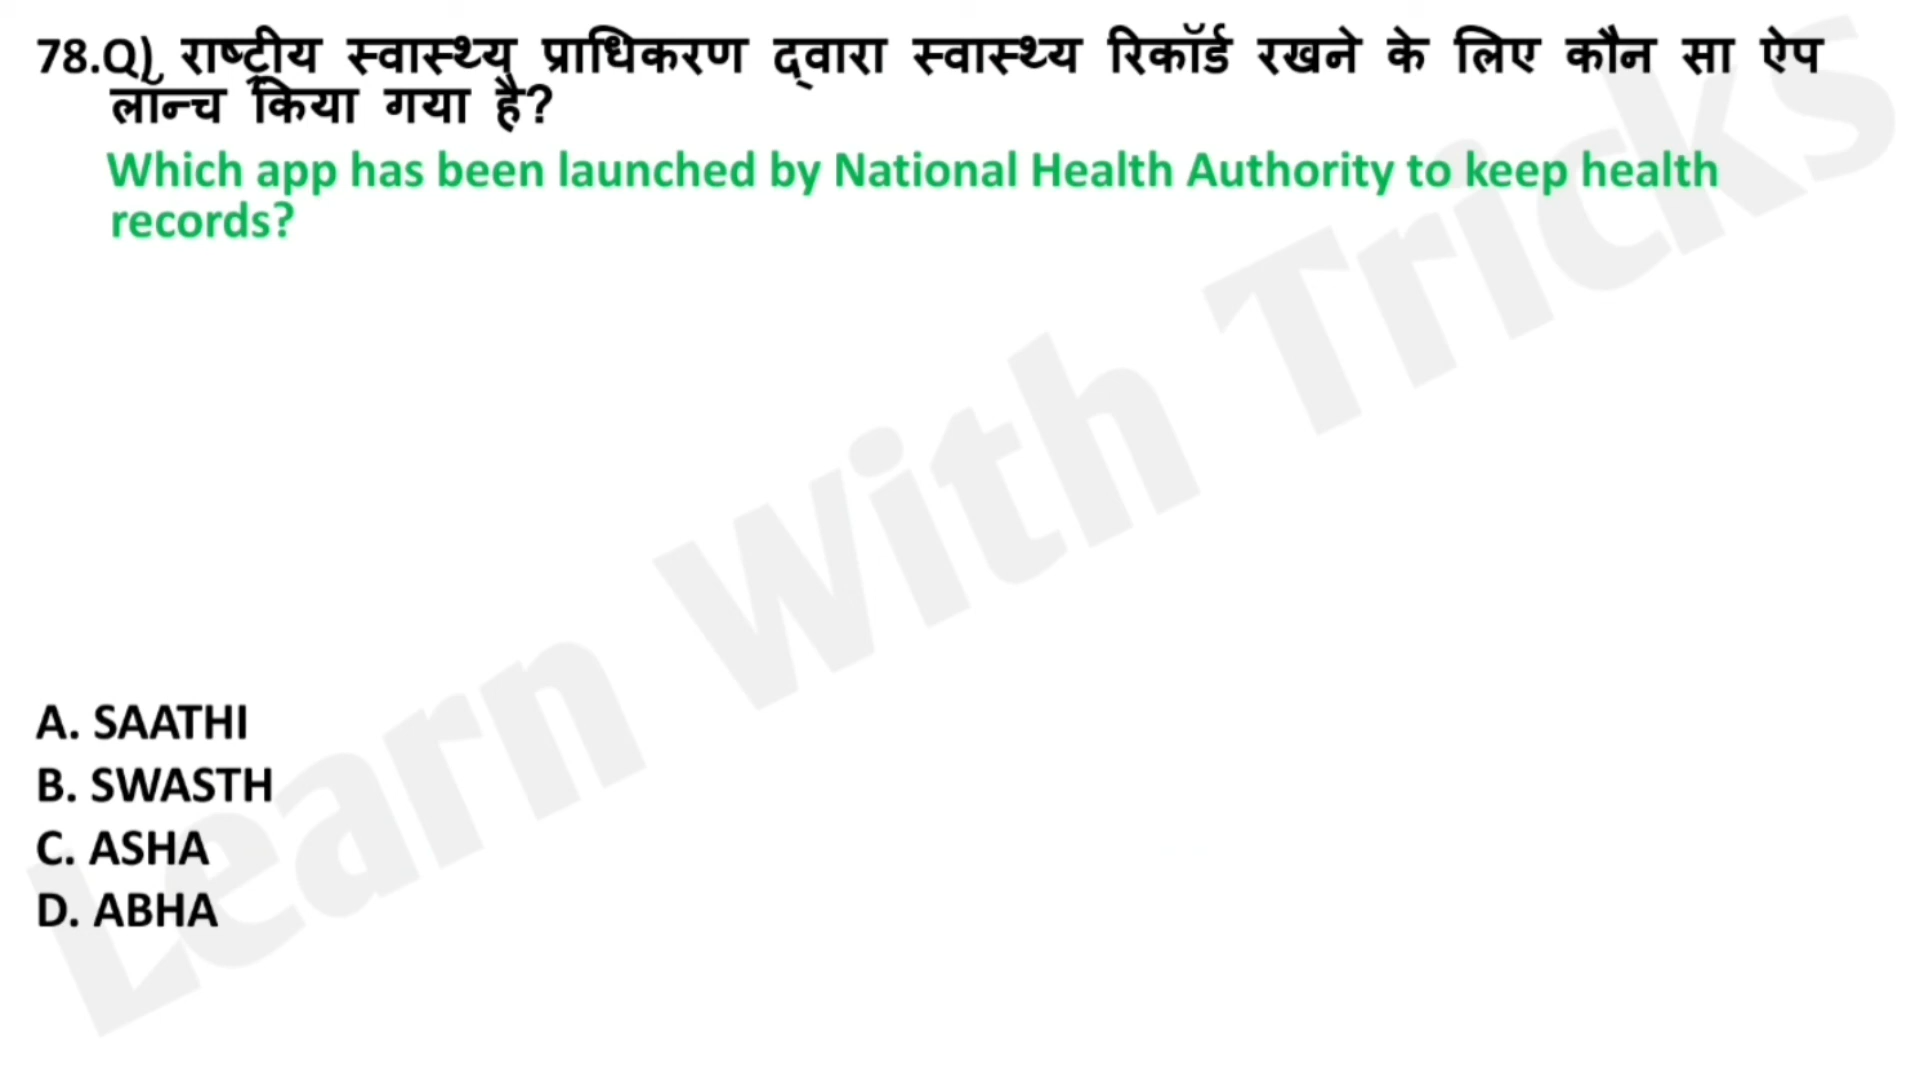 78.Q) राष्ट्रीय स्वास्थ्य प्राधिकरण द्वारा स्वास्थ्य रिकॉर्ड रखने के लिए कौन सा ऐप
लॉन्च किया गया है?
Which app has been launched by National Health Authority to keep health
records?
A. SAATHI
B. SWASTH
C. ASHA
D. ABHA
Learn With Tricks